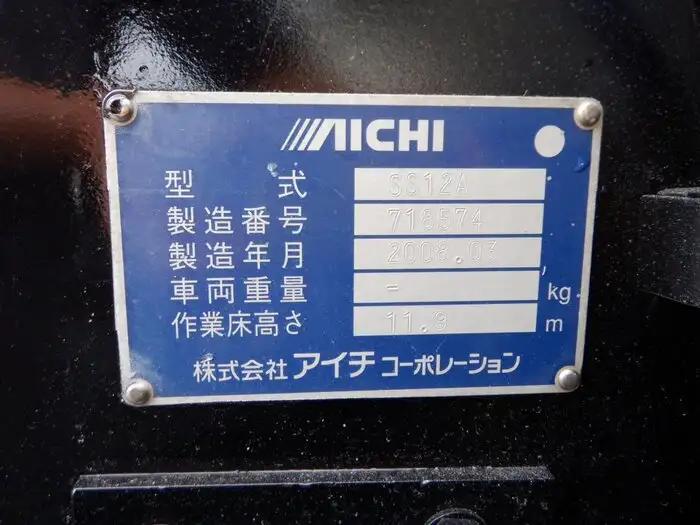 AICHI
型式 SS12A
製造番号 718574
製造年月 2008.03
車両重量 - kg
作業床高さ 11.9 m
株式会社 アイチ コーポレーション